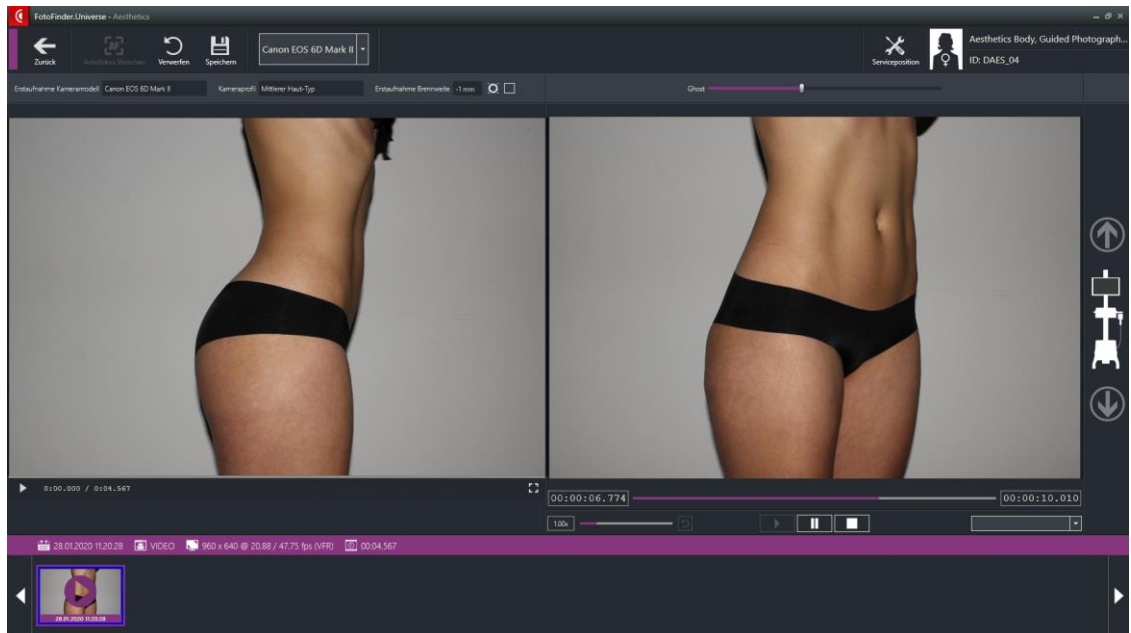 FotoFinder.Universe - Aesthetics
Zurück
Autofokus Vorschau
Verwerfen
Speichern
Canon EOS 6D Mark II
Serviceposition
Aesthetics Body, Guided Photograph...
ID: DAES_04
Erstaufnahme Kameramodell Canon EOS 6D Mark II Kameraprofil Mittlerer Haut-Typ Erstaufnahme Brennweite -1 mm
Ghost
0:00.000 / 0:04.567
00:00:06.774
00:00:10.010
1.00x
28.01.2020 11:20:28 VIDEO 960 x 640 @ 20.88 / 47.75 fps (VFR) 00:04.567
28.01.2020 11:20:28